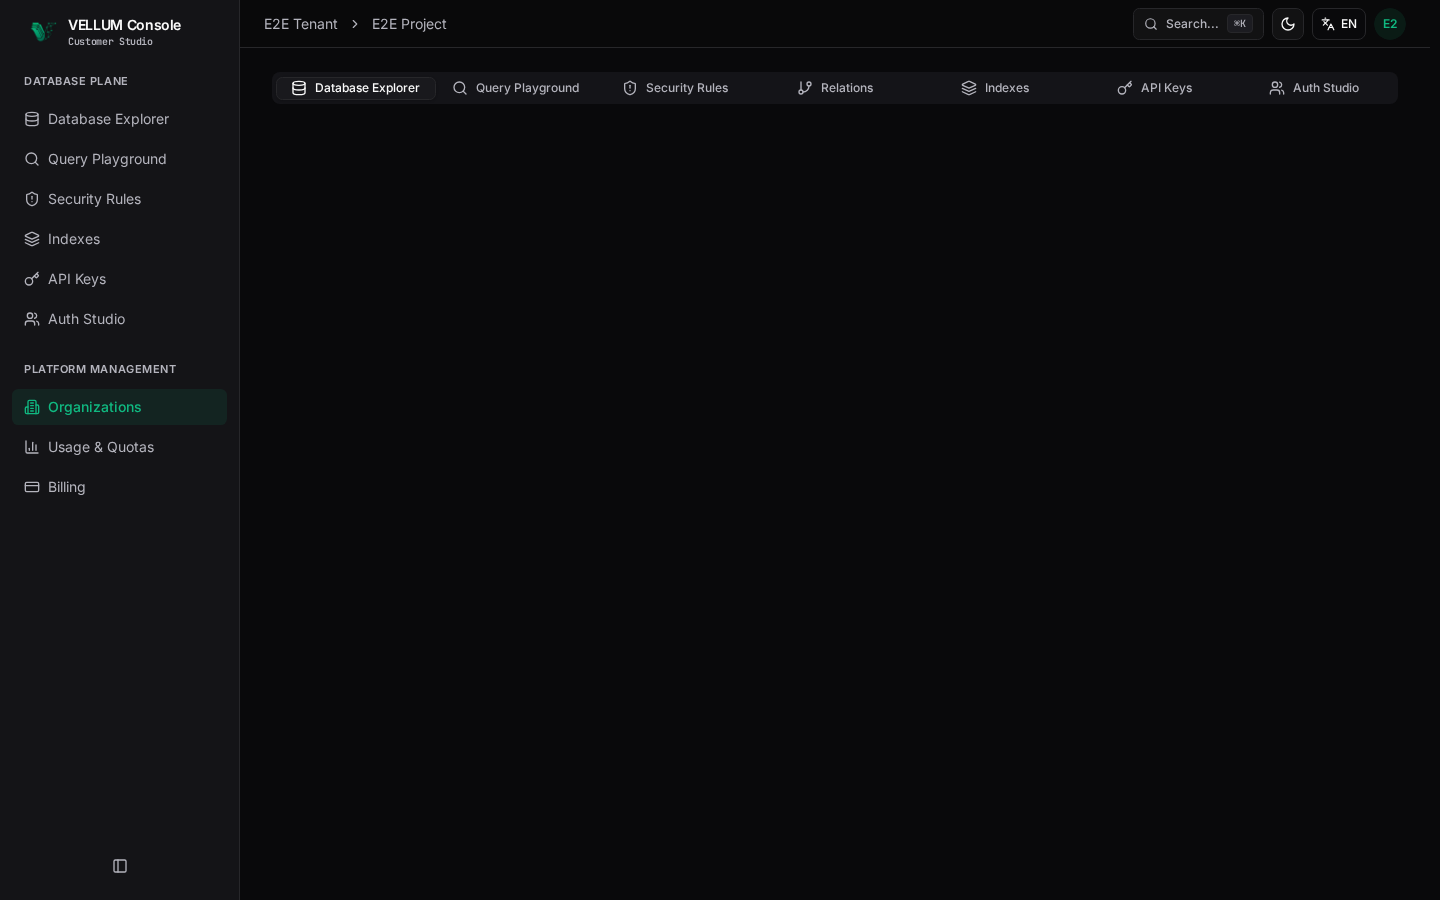 VELLUM Console
Customer Studio
E2E Tenant > E2E Project
Search... ⌘K
EN
E2
DATABASE PLANE
Database Explorer
Query Playground
Security Rules
Indexes
API Keys
Auth Studio
PLATFORM MANAGEMENT
Organizations
Usage & Quotas
Billing
Database Explorer Query Playground Security Rules Relations Indexes API Keys Auth Studio